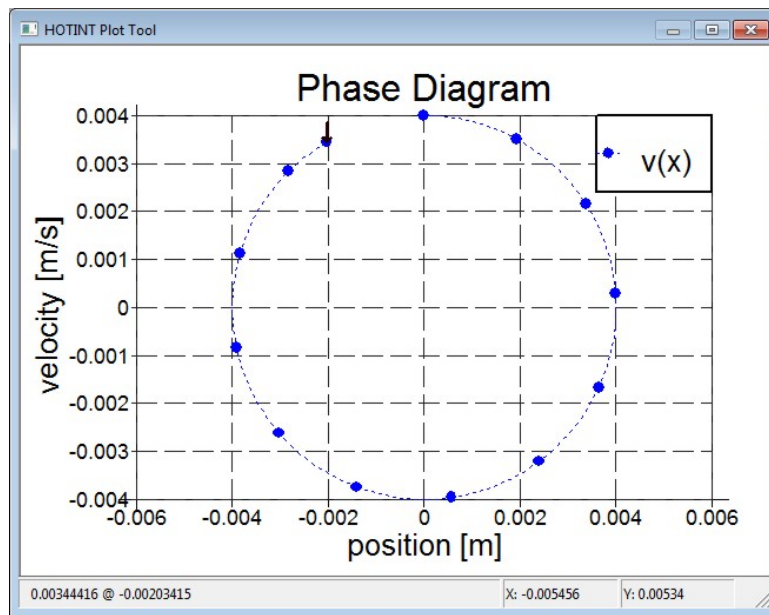 HOTINT Plot Tool
Phase Diagram
v(x)
velocity [m/s]
0.004
0.003
0.002
0.001
0
-0.001
-0.002
-0.003
-0.004
-0.006 -0.004 -0.002 0 0.002 0.004 0.006
position [m]
0.00344416 @ -0.00203415 X: -0.005456 Y: 0.00534